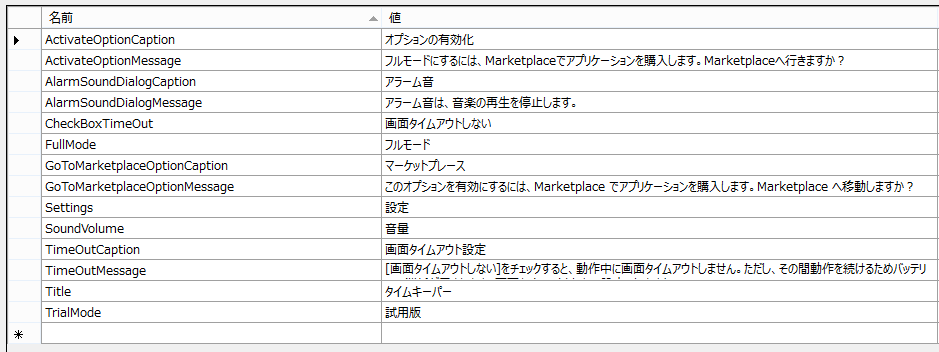 名前 値
ActivateOptionCaption オプションの有効化
ActivateOptionMessage フルモードにするには、Marketplaceでアプリケーションを購入します。Marketplaceへ行きますか？
AlarmSoundDialogCaption アラーム音
AlarmSoundDialogMessage アラーム音は、音楽の再生を停止します。
CheckBoxTimeOut 画面タイムアウトしない
FullMode フルモード
GoToMarketplaceOptionCaption マーケットプレース
GoToMarketplaceOptionMessage このオプションを有効にするには、Marketplace でアプリケーションを購入します。Marketplace へ移動しますか？
Settings 設定
SoundVolume 音量
TimeOutCaption 画面タイムアウト設定
TimeOutMessage [画面タイムアウトしない]をチェックすると、動作中に画面タイムアウトしません。ただし、その間動作を続けるためバッテリ
Title タイムキーパー
TrialMode 試用版